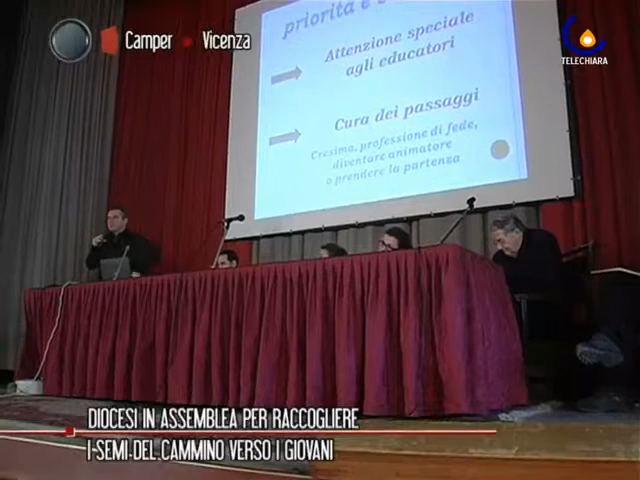 priorità e
Attenzione speciale
agli educatori
Cura dei passaggi
Cresima, professione di fede,
diventare animatore
o prendere la partenza
Camper Vicenza
TELECHIARA
DIOCESI IN ASSEMBLEA PER RACCOGLIERE
I SEMI DEL CAMMINO VERSO I GIOVANI